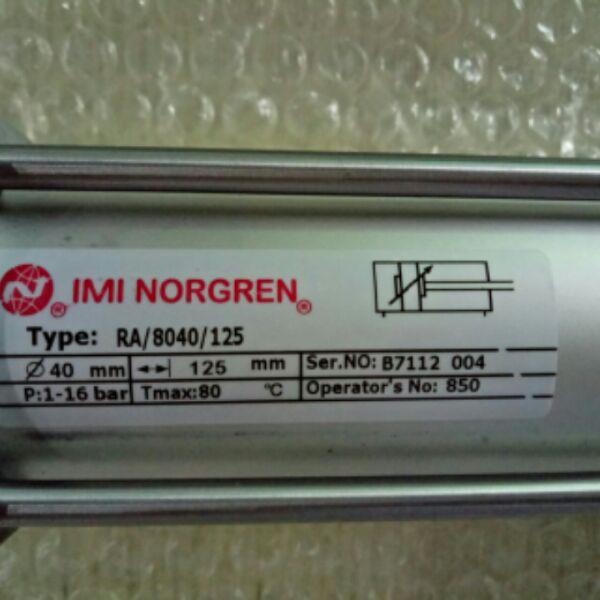 ® IMI NORGREN®
Type: RA/8040/125
Ø 40 mm 125 mm Ser.NO: B7112 004
P:1-16 bar Tmax:80 ℃ Operator's No: 850